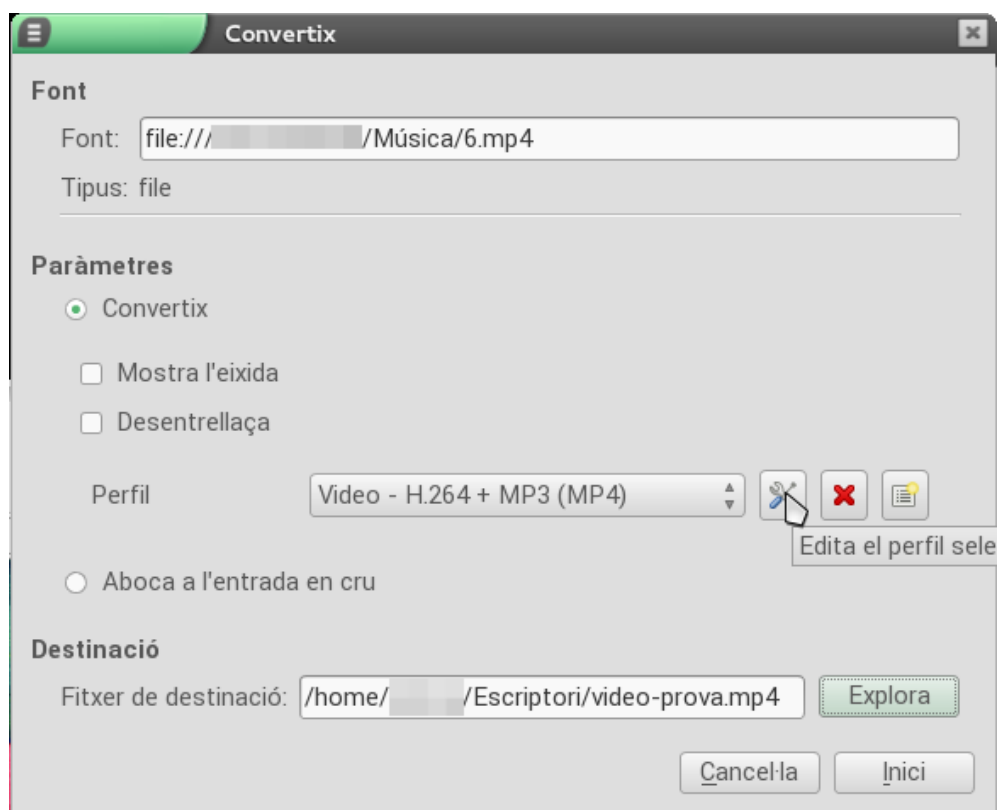 Convertix
Font
Font: file:/// /Música/6.mp4
Tipus: file
Paràmetres
Convertix
Mostra l'eixida
Desentrellaça
Perfil Video - H.264 + MP3 (MP4)
Edita el perfil sele
Aboca a l'entrada en cru
Destinació
Fitxer de destinació: /home/ /Escriptori/video-prova.mp4 Explora
Cancel·la Inici